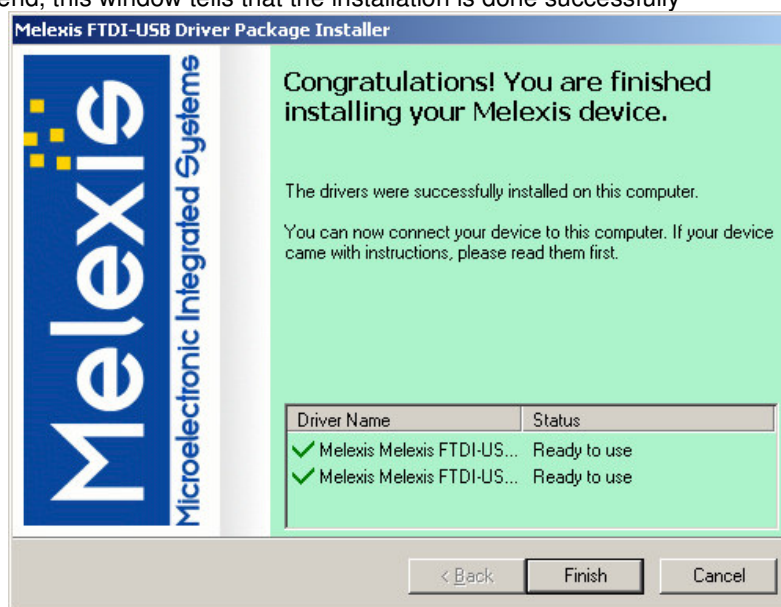 end, this window tells that the installation is done successfully
Melexis FTDI-USB Driver Package Installer
Melexis
Microelectronic Integrated Systems
Congratulations! You are finished
installing your Melexis device.
The drivers were successfully installed on this computer.
You can now connect your device to this computer. If your device
came with instructions, please read them first.
Driver Name Status
Melexis Melexis FTDI-US... Ready to use
Melexis Melexis FTDI-US... Ready to use
< Back Finish Cancel